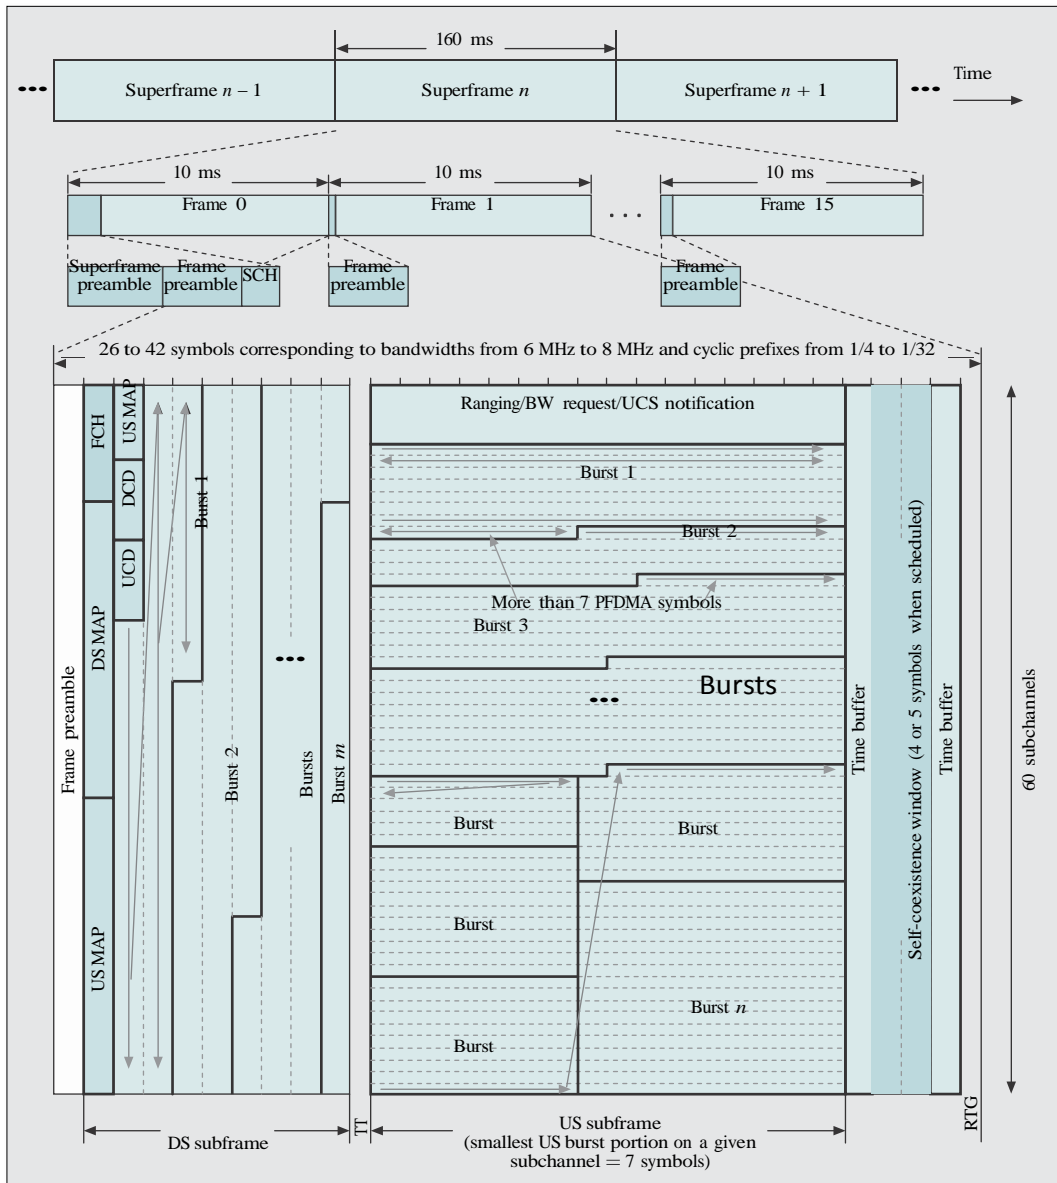 160 ms
Superframe n – 1
Superframe n
Superframe n + 1
Time
10 ms
10 ms
10 ms
Frame 0
Frame 1
Frame 15
Superframe
preamble
Frame
preamble
SCH
Frame
preamble
Frame
preamble
26 to 42 symbols corresponding to bandwidths from 6 MHz to 8 MHz and cyclic prefixes from 1/4 to 1/32
Frame preamble
FCH
DS MAP
US MAP
US MAP
DCD
UCD
Burst 1
Burst 2
Bursts
Burst m
Ranging/BW request/UCS notification
Burst 1
Burst 2
More than 7 PFDMA symbols
Burst 3
Bursts
Burst
Burst
Burst
Burst n
Burst
Time buffer
Self-coexistence window (4 or 5 symbols when scheduled)
Time buffer
60 subchannels
DS subframe
TT
US subframe
(smallest US burst portion on a given
subchannel = 7 symbols)
RTG